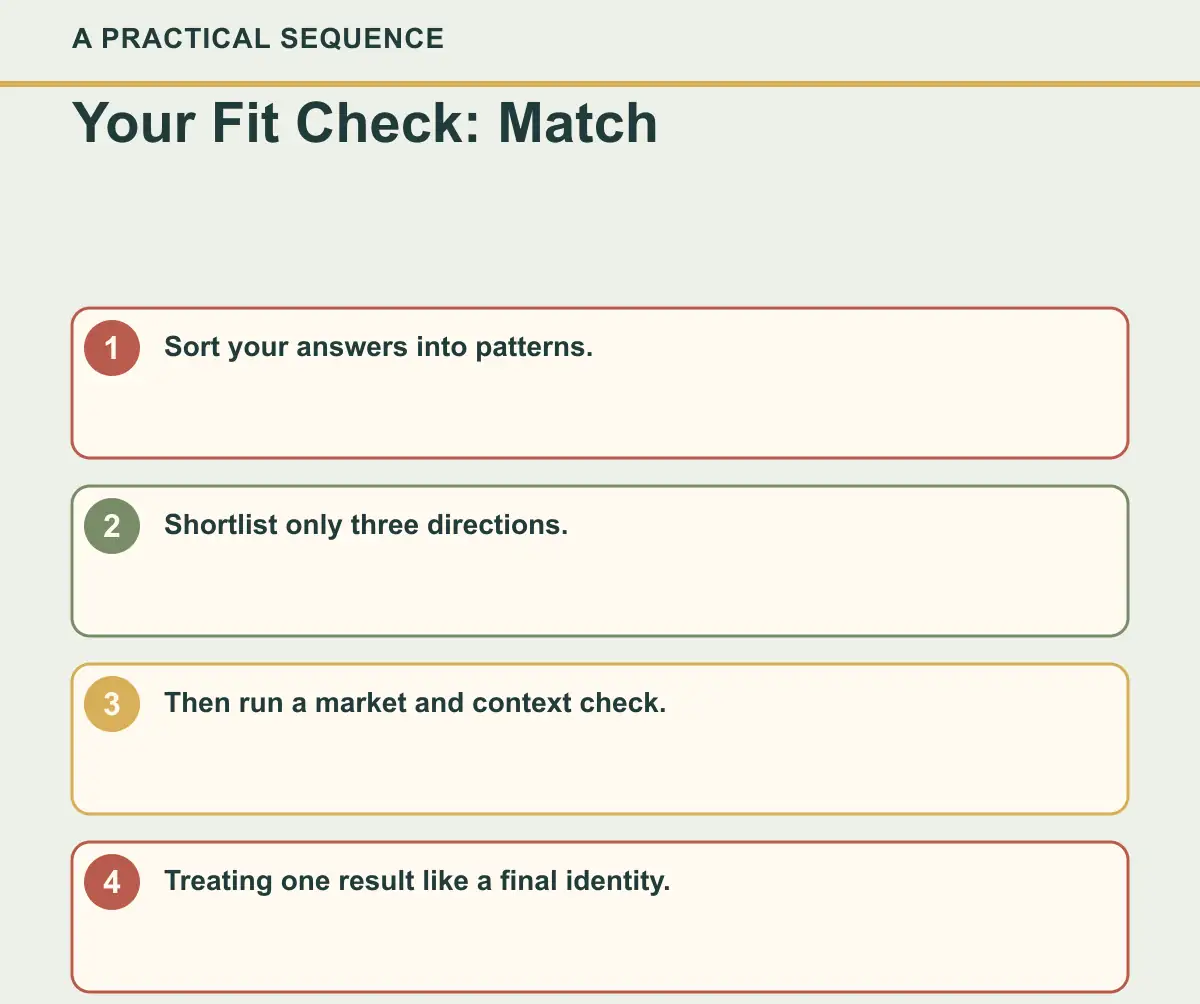 A PRACTICAL SEQUENCE
Your Fit Check: Match
1
Sort your answers into patterns.
2
Shortlist only three directions.
3
Then run a market and context check.
4
Treating one result like a final identity.